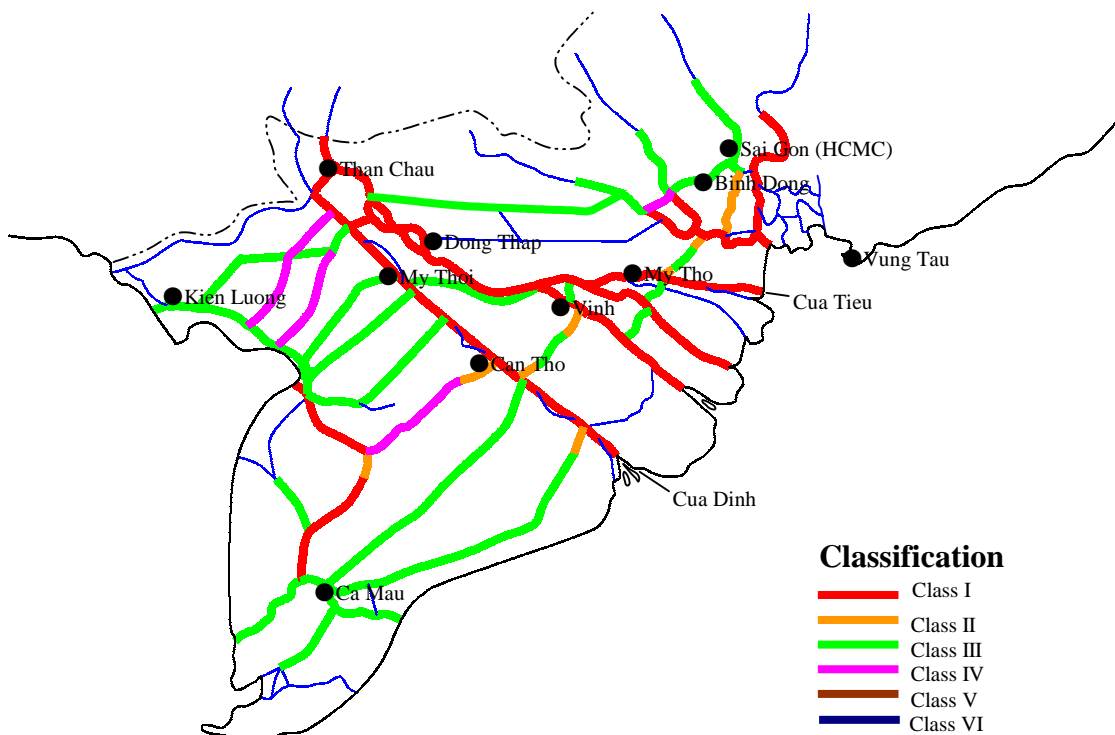 Sai Gon (HCMC)
Than Chau
Binh Dong
Dong Thap
Vung Tau
My Thoi
My Tho
Kien Luong
Cua Tieu
Vinh
Can Tho
Cua Dinh
Ca Mau
Classification
Class I
Class II
Class III
Class IV
Class V
Class VI